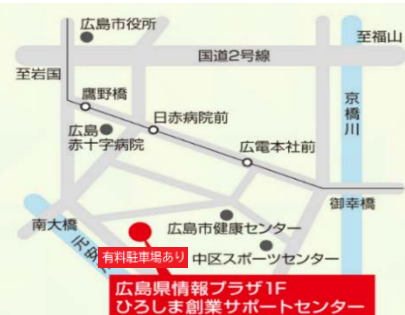 広島市役所
至福山
国道2号線
至岩国
鷹野橋
京橋川
日赤病院前
広島
赤十字病院
広電本社前
御幸橋
南大橋
広島市健康センター
元安
有料駐車場あり
中区スポーツセンター
広島県情報プラザ1F
ひろしま創業サポートセンター